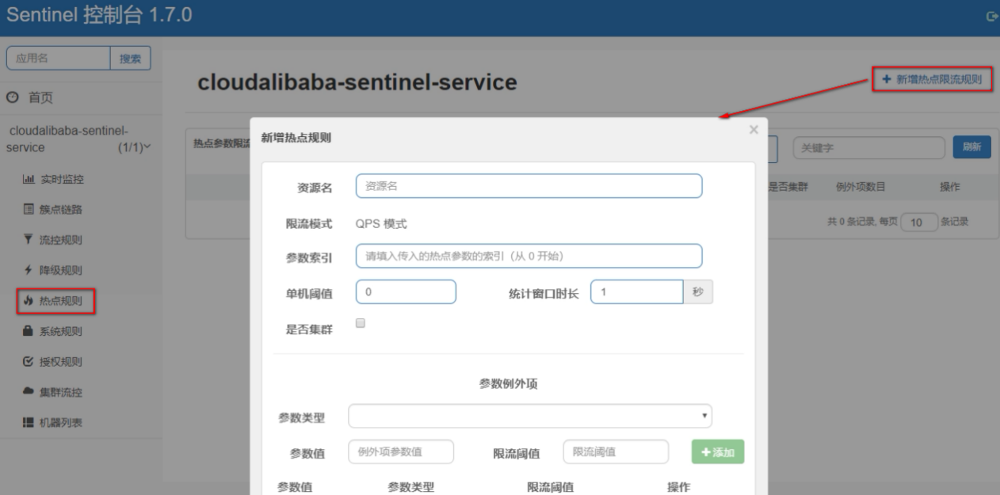 Sentinel 控制台 1.7.0
应用名 搜索
首页
cloudalibaba-sentinel-service (1/1)
实时监控
簇点链路
流控规则
降级规则
热点规则
系统规则
授权规则
集群流控
机器列表
cloudalibaba-sentinel-service
+ 新增热点限流规则
热点参数限流
关键字 刷新
是否集群 例外项数目 操作
共 0 条记录, 每页 10 条记录
新增热点规则 ×
资源名 资源名
限流模式 QPS 模式
参数索引 请填入传入的热点参数的索引（从 0 开始）
单机阈值 0 统计窗口时长 1 秒
是否集群
参数例外项
参数类型
参数值 例外项参数值 限流阈值 限流阈值 +添加
参数值 参数类型 限流阈值 操作